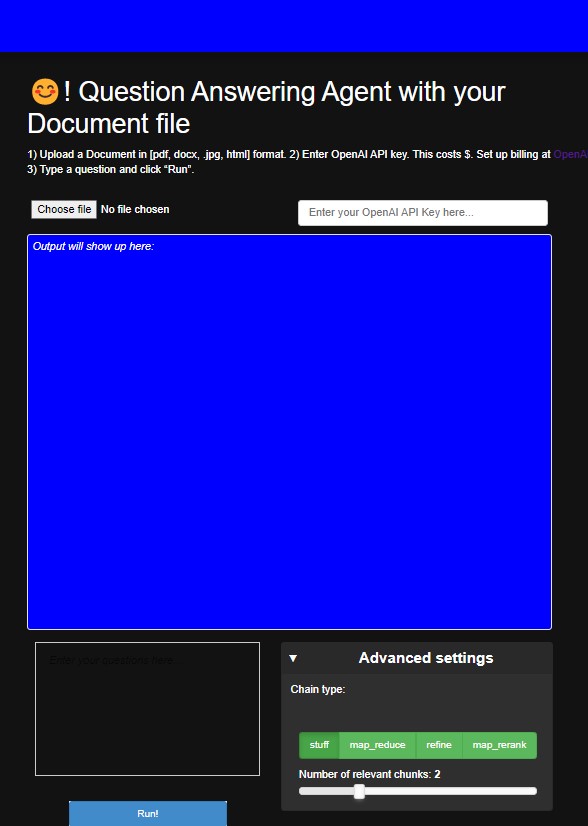 😊! Question Answering Agent with your
Document file
1) Upload a Document in [pdf, docx, .jpg, html] format. 2) Enter OpenAI API key. This costs $. Set up billing at OpenA
3) Type a question and click “Run”.
Choose file No file chosen
Enter your OpenAI API Key here...
Output will show up here:
Enter your questions here...
▼ Advanced settings
Chain type:
stuff map_reduce refine map_rerank
Number of relevant chunks: 2
Run!